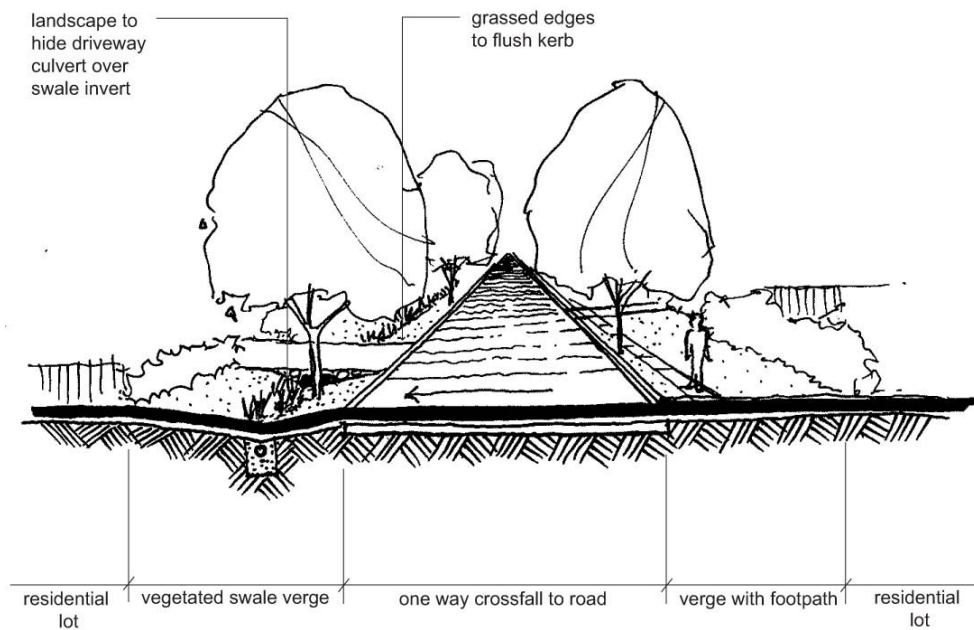 landscape to
hide driveway
culvert over
swale invert
grassed edges
to flush kerb
residential
lot
vegetated swale verge
one way crossfall to road
verge with footpath
residential
lot